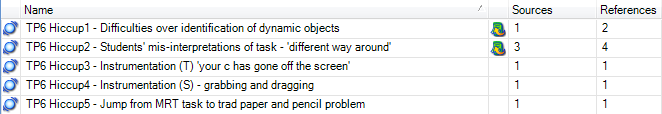 Name Sources References
TP6 Hiccup1 - Difficulties over identification of dynamic objects 1 2
TP6 Hiccup2 - Students' mis-interpretations of task - 'different way around' 3 4
TP6 Hiccup3 - Instrumentation (T) 'your c has gone off the screen' 1 1
TP6 Hiccup4 - Instrumentation (S) - grabbing and dragging 1 1
TP6 Hiccup5 - Jump from MRT task to trad paper and pencil problem 1 1